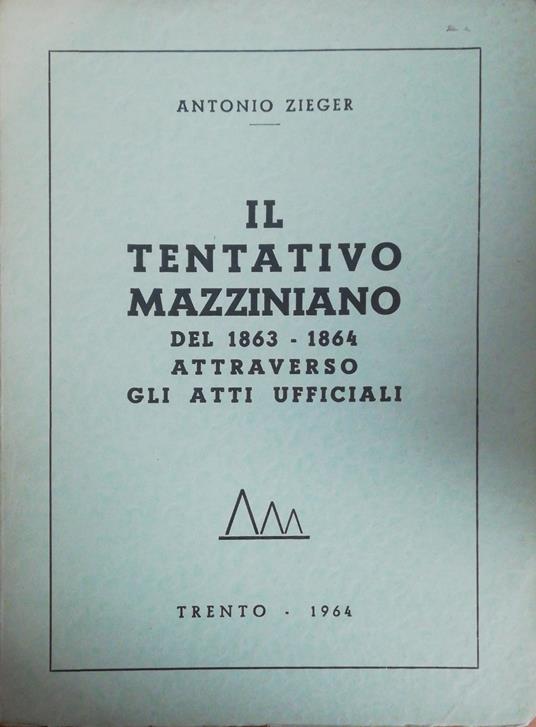 ANTONIO ZIEGER
IL
TENTATIVO
MAZZINIANO
DEL 1863 - 1864
ATTRAVERSO
GLI ATTI UFFICIALI
TRENTO - 1964